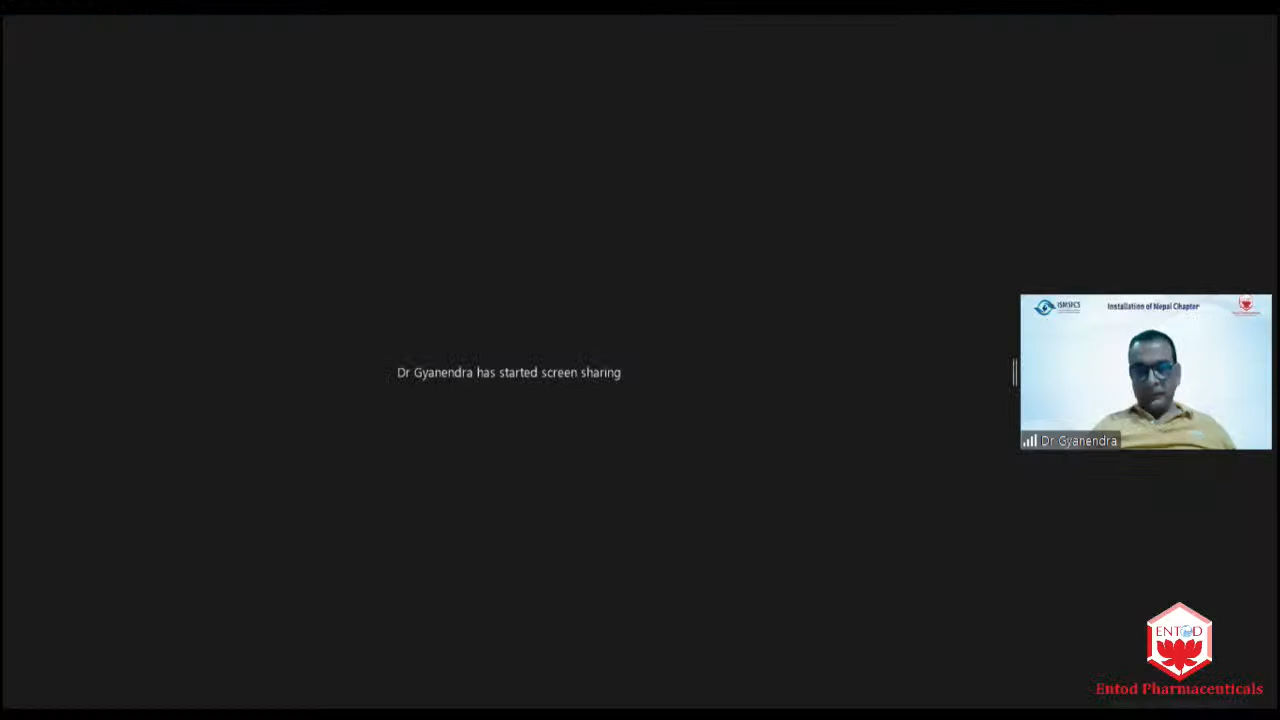 ISMSICS
Installation of Nepal Chapter
Dr Gyanendra has started screen sharing
Dr Gyanendra
ENTOD
Entod Pharmaceuticals